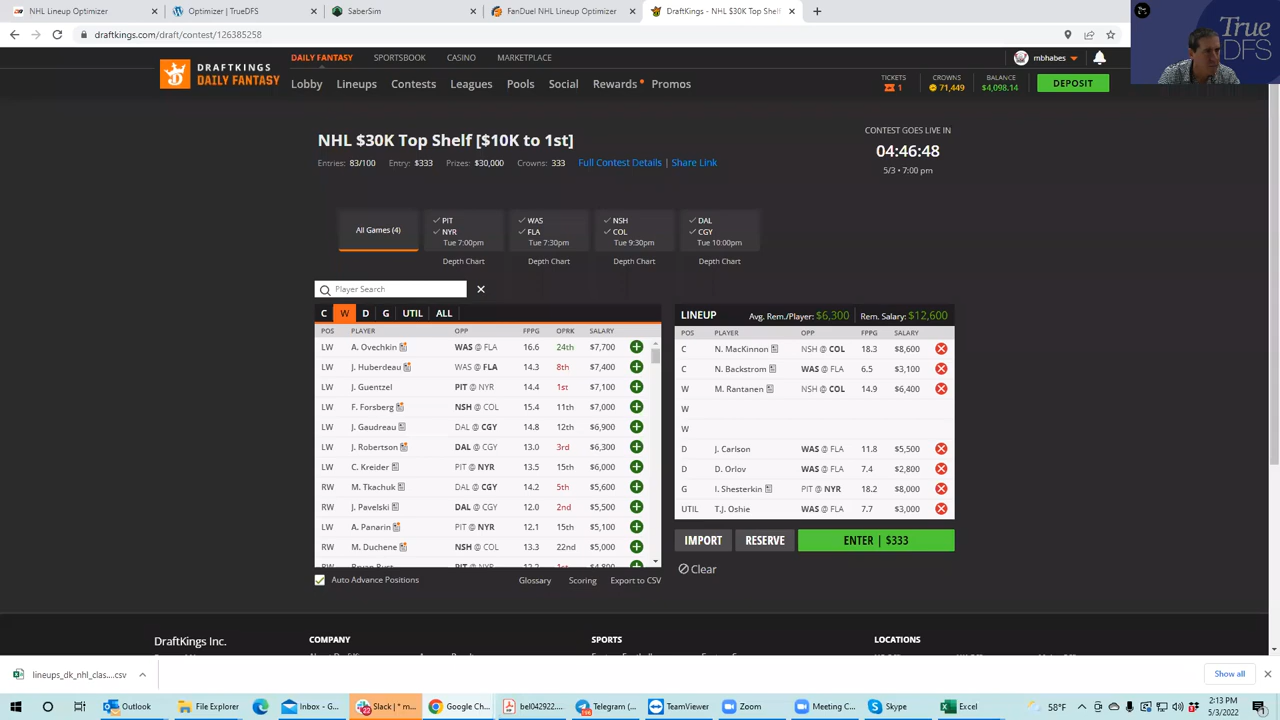 NHL Lineup Optimizer
Optimizer | TrueDFS
SaberSim
FanDuel NHL Lineup Optimizer
DraftKings - NHL $30K Top Shelf
draftkings.com/draft/contest/126385258
True
DFS
DRAFTKINGS
DAILY FANTASY
DAILY FANTASY
SPORTSBOOK
CASINO
MARKETPLACE
mbhabes
Lobby
Lineups
Contests
Leagues
Pools
Social
Rewards
Promos
TICKETS
1
CROWNS
71,449
BALANCE
$4,098.14
DEPOSIT
NHL $30K Top Shelf [$10K to 1st]
Entries: 83/100 Entry: $333 Prizes: $30,000 Crowns: 333 Full Contest Details | Share Link
CONTEST GOES LIVE IN
04:46:48
5/3 • 7:00 pm
All Games (4)
PIT
NYR
Tue 7:00pm
Depth Chart
WAS
FLA
Tue 7:30pm
Depth Chart
NSH
COL
Tue 9:30pm
Depth Chart
DAL
CGY
Tue 10:00pm
Depth Chart
Player Search
C W D G UTIL ALL
POS PLAYER OPP FPPG OPRK SALARY
LW A. Ovechkin WAS @ FLA 16.6 24th $7,700
LW J. Huberdeau WAS @ FLA 14.3 8th $7,400
LW J. Guentzel PIT @ NYR 14.4 1st $7,100
LW F. Forsberg NSH @ COL 15.4 11th $7,000
LW J. Gaudreau DAL @ CGY 14.8 12th $6,900
LW J. Robertson DAL @ CGY 13.0 3rd $6,300
LW C. Kreider PIT @ NYR 13.5 15th $6,000
RW M. Tkachuk DAL @ CGY 14.2 5th $5,600
RW J. Pavelski DAL @ CGY 12.0 2nd $5,500
LW A. Panarin PIT @ NYR 12.1 15th $5,100
RW M. Duchene NSH @ COL 13.3 22nd $5,000
Auto Advance Positions
Glossary
Scoring
Export to CSV
LINEUP Avg. Rem./Player: $6,300 Rem. Salary: $12,600
POS PLAYER OPP FPPG SALARY
C N. MacKinnon NSH @ COL 18.3 $8,600
C N. Backstrom WAS @ FLA 6.5 $3,100
W M. Rantanen NSH @ COL 14.9 $6,400
W
W
D J. Carlson WAS @ FLA 11.8 $5,500
D D. Orlov WAS @ FLA 7.4 $2,800
G I. Shesterkin PIT @ NYR 18.2 $8,000
UTIL T.J. Oshie WAS @ FLA 7.7 $3,000
IMPORT
RESERVE
ENTER | $333
Clear
DraftKings Inc.
COMPANY
SPORTS
LOCATIONS
lineups_dk_nhl_clas....csv
Show all
Outlook
File Explorer
Inbox - G...
Slack | * m...
Google Ch...
bel042922...
Telegram (...
TeamViewer
Zoom
Meeting C...
Skype
Excel
58°F
2:13 PM
5/3/2022